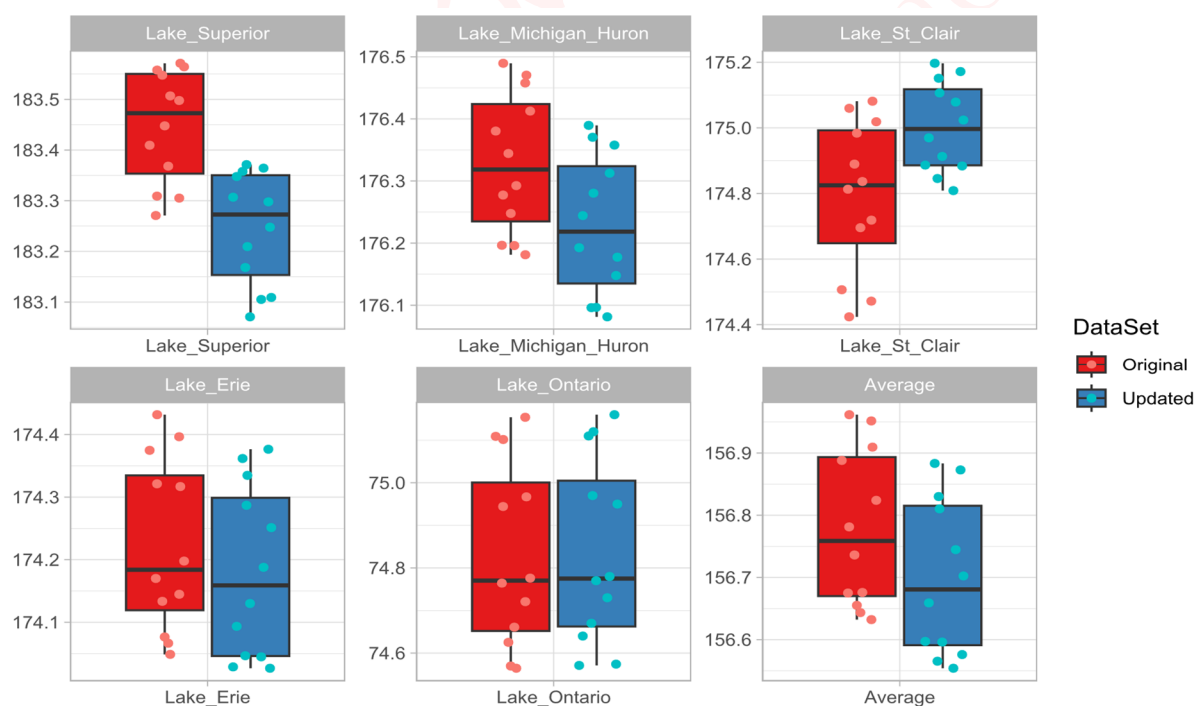 Lake_Superior
Lake_Michigan_Huron
Lake_St_Clair
183.5
183.4
183.3
183.2
183.1
176.5
176.4
176.3
176.2
176.1
175.2
175.0
174.8
174.6
174.4
Lake_Superior
Lake_Michigan_Huron
Lake_St_Clair
Lake_Erie
Lake_Ontario
Average
174.4
174.3
174.2
174.1
75.0
74.8
74.6
156.9
156.8
156.7
156.6
Lake_Erie
Lake_Ontario
Average
DataSet
Original
Updated